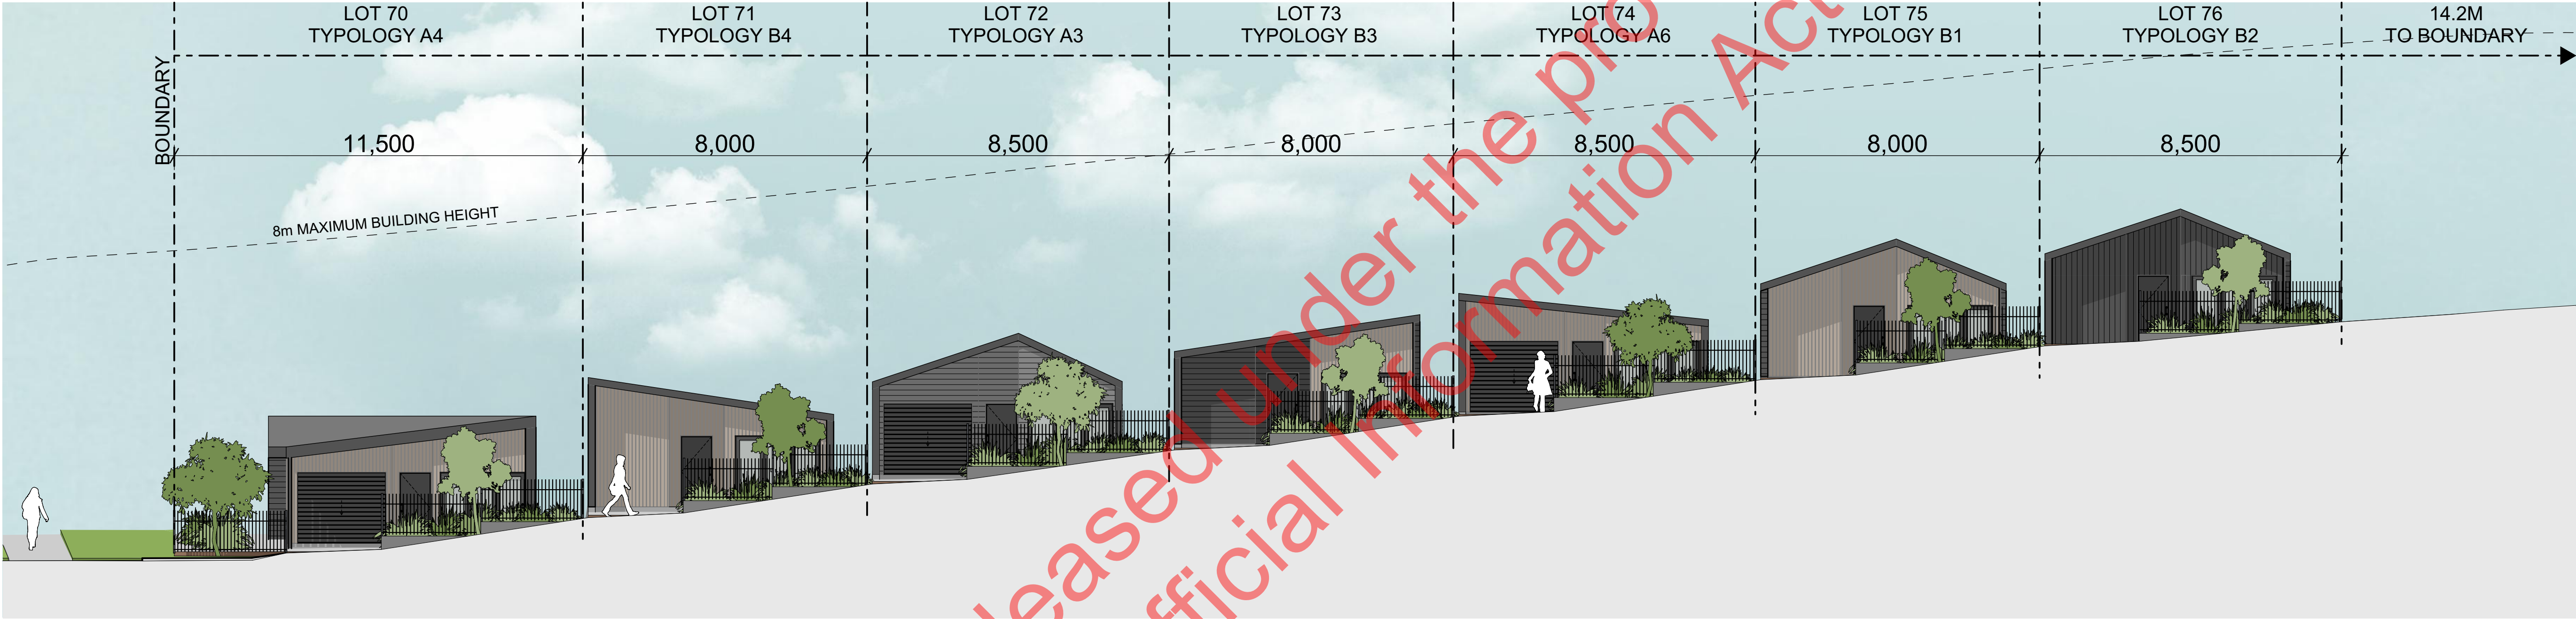 LOT 70
TYPOLOGY A4
LOT 71
TYPOLOGY B4
LOT 72
TYPOLOGY A3
LOT 73
TYPOLOGY B3
LOT 74
TYPOLOGY A6
LOT 75
TYPOLOGY B1
LOT 76
TYPOLOGY B2
14.2M
TO BOUNDARY
BOUNDARY
11,500
8,000
8,500
8,000
8,500
8,000
8,500
8m MAXIMUM BUILDING HEIGHT
leased under the pro
fficial Information Act